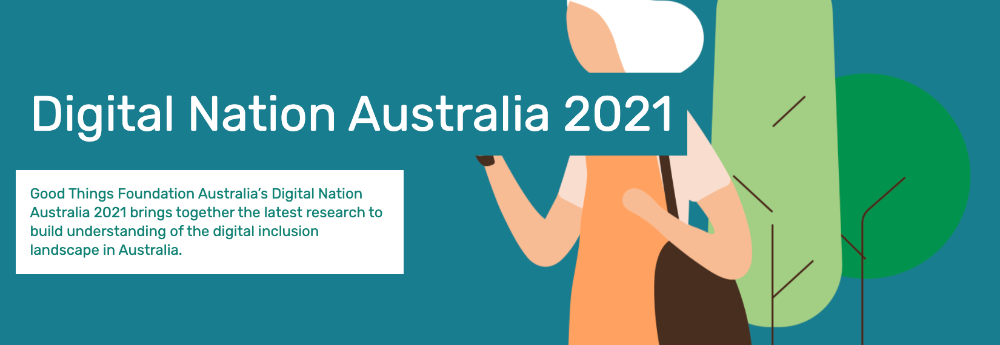 Digital Nation Australia 2021
Good Things Foundation Australia’s Digital Nation
Australia 2021 brings together the latest research to
build understanding of the digital inclusion
landscape in Australia.